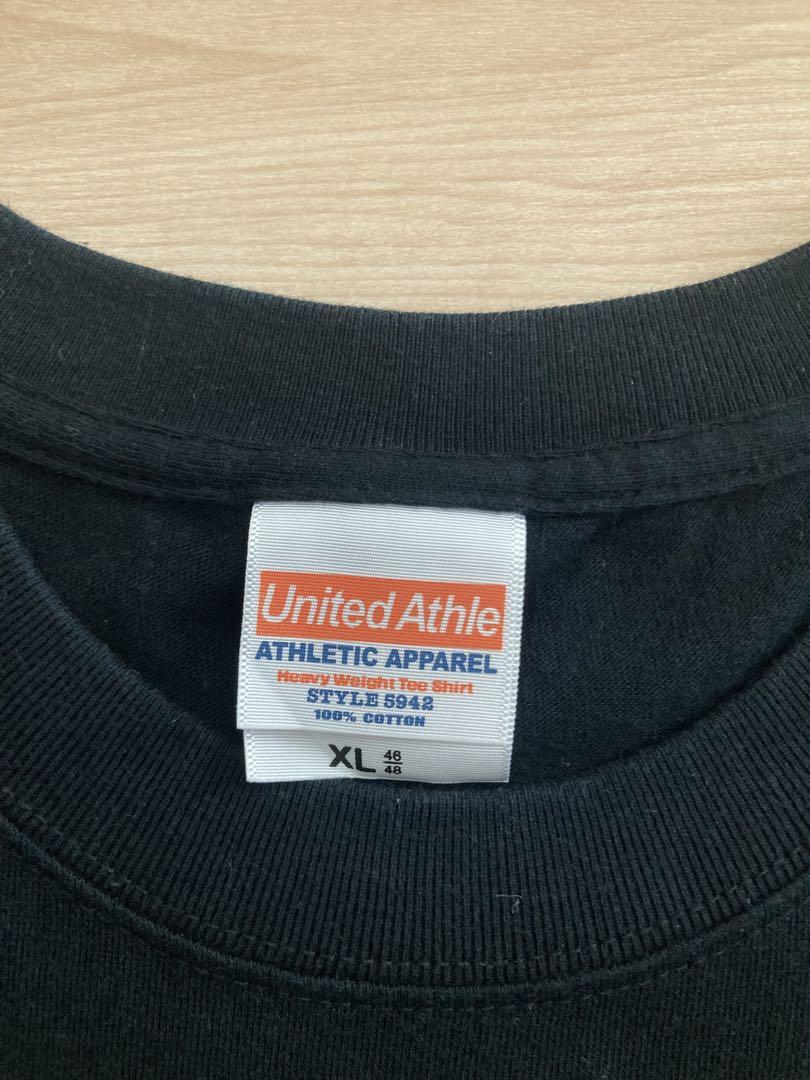 United Athle
ATHLETIC APPAREL
Heavy Weight Tee Shirt
STYLE 5942
100% COTTON
XL 46
48